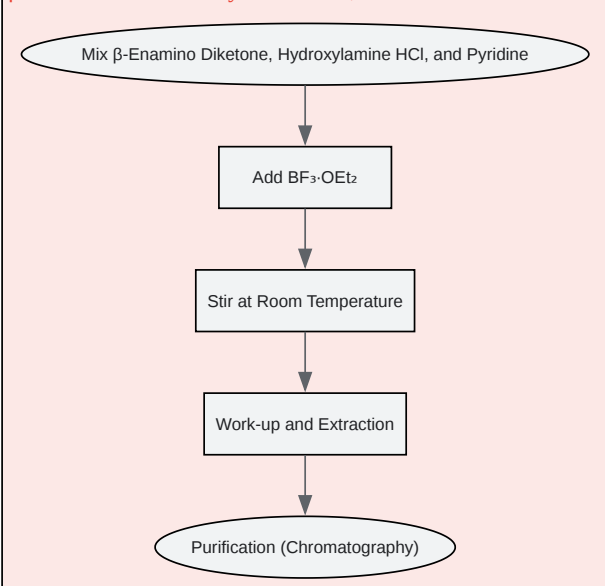 Mix β-Enamino Diketone, Hydroxylamine HCl, and Pyridine
Add BF₃·OEt₂
Stir at Room Temperature
Work-up and Extraction
Purification (Chromatography)